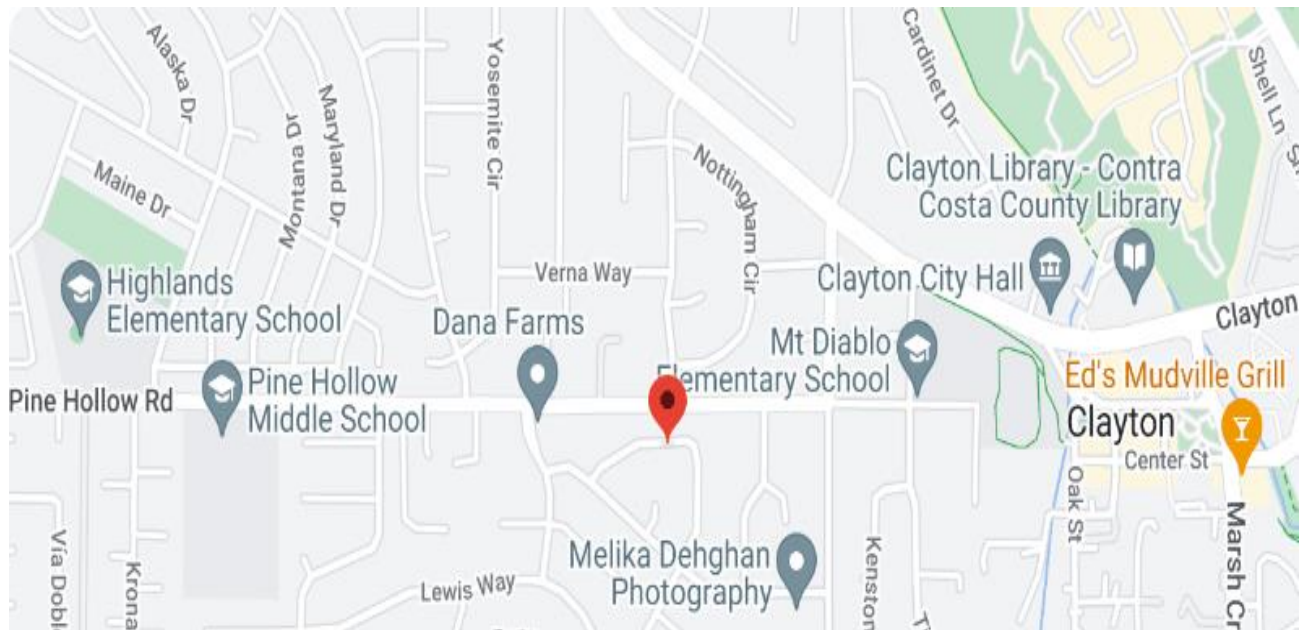 Alaska Dr
Yosemite Cir
Cardinet Dr
Shell Ln
Maine Dr
Montana Dr
Maryland Dr
Nottingham Cir
Clayton Library - Contra
Costa County Library
Verna Way
Clayton City Hall
Highlands
Elementary School
Dana Farms
Clayton
Mt Diablo
Elementary School
Pine Hollow Rd
Pine Hollow
Middle School
Ed's Mudville Grill
Clayton
Center St
Oak St
Marsh Cr
Vía Dobl
Krona
Lewis Way
Melika Dehghan
Photography
Kenston